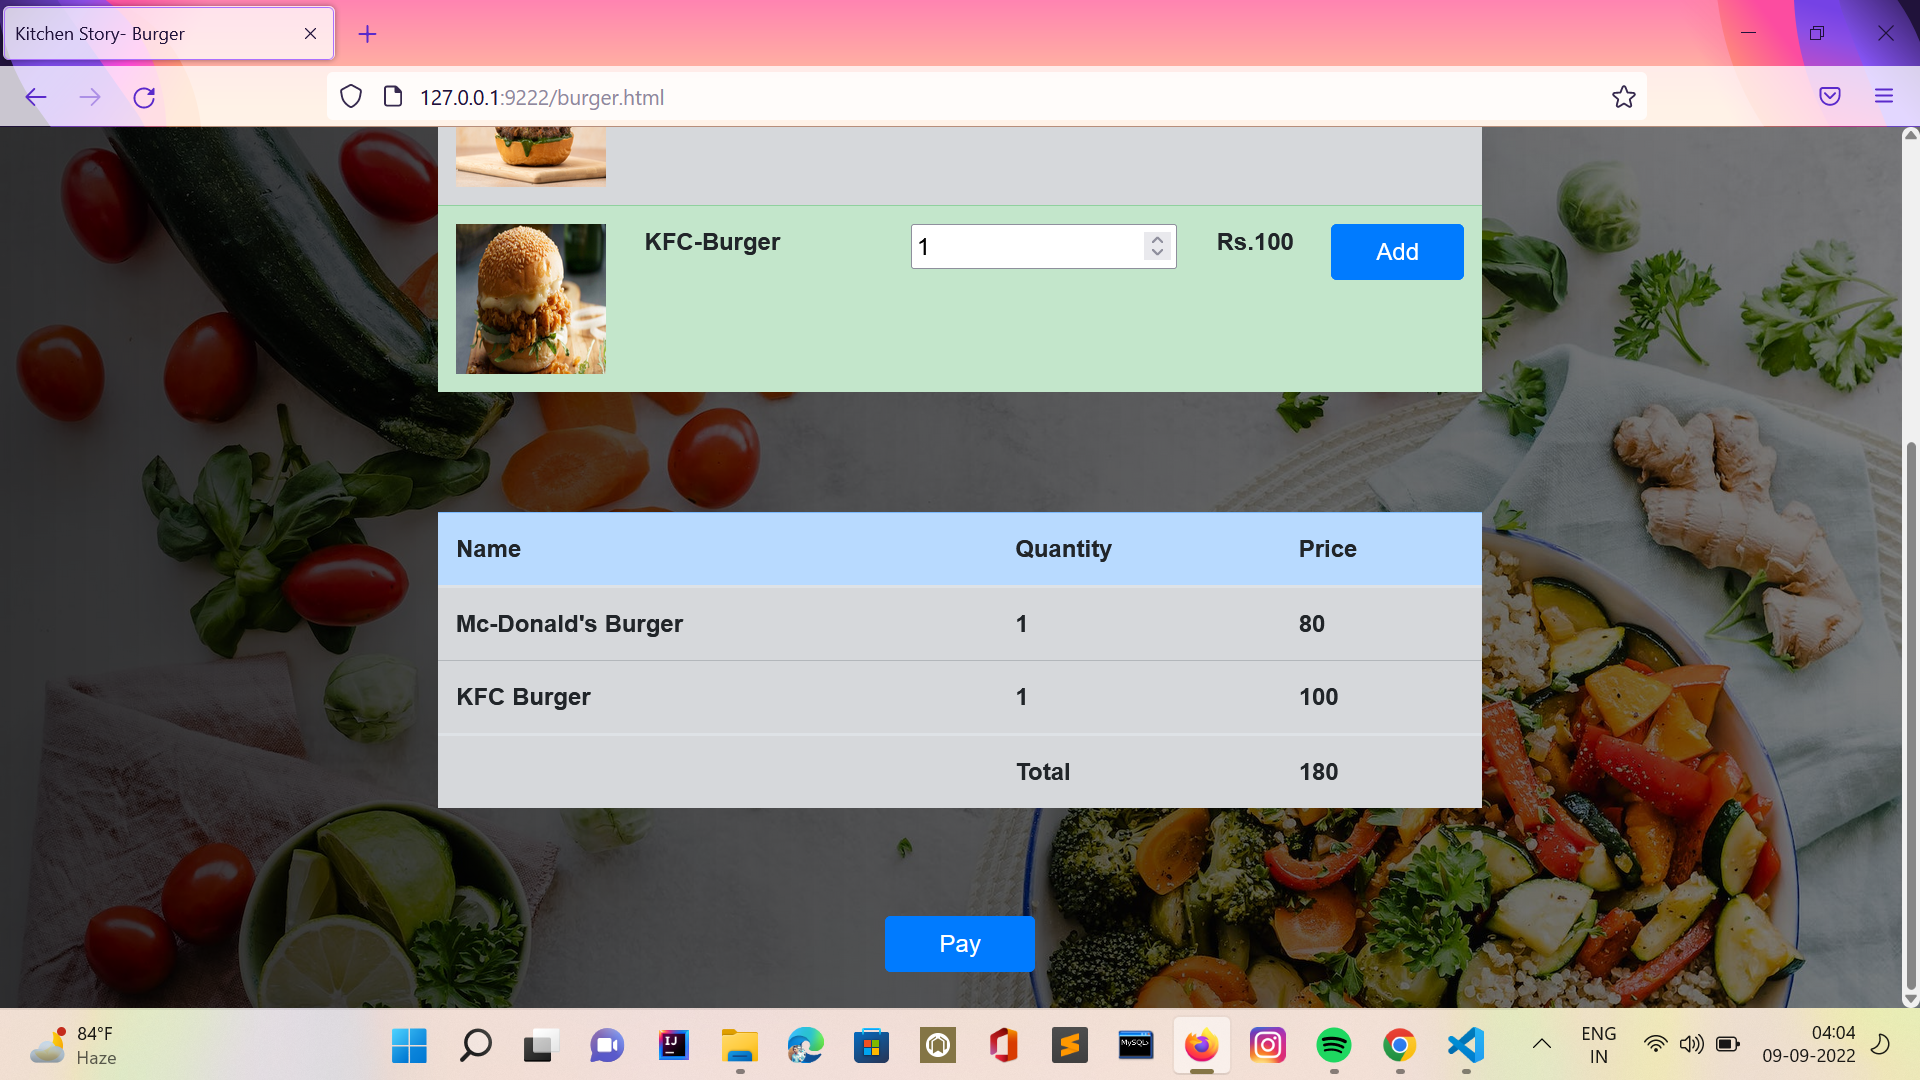 Kitchen Story- Burger
127.0.0.1:9222/burger.html
KFC-Burger 1 Rs.100 Add
Name Quantity Price
Mc-Donald's Burger 1 80
KFC Burger 1 100
Total 180
Pay
84°F
Haze
IJ
MySQL
ENG
IN
04:04
09-09-2022